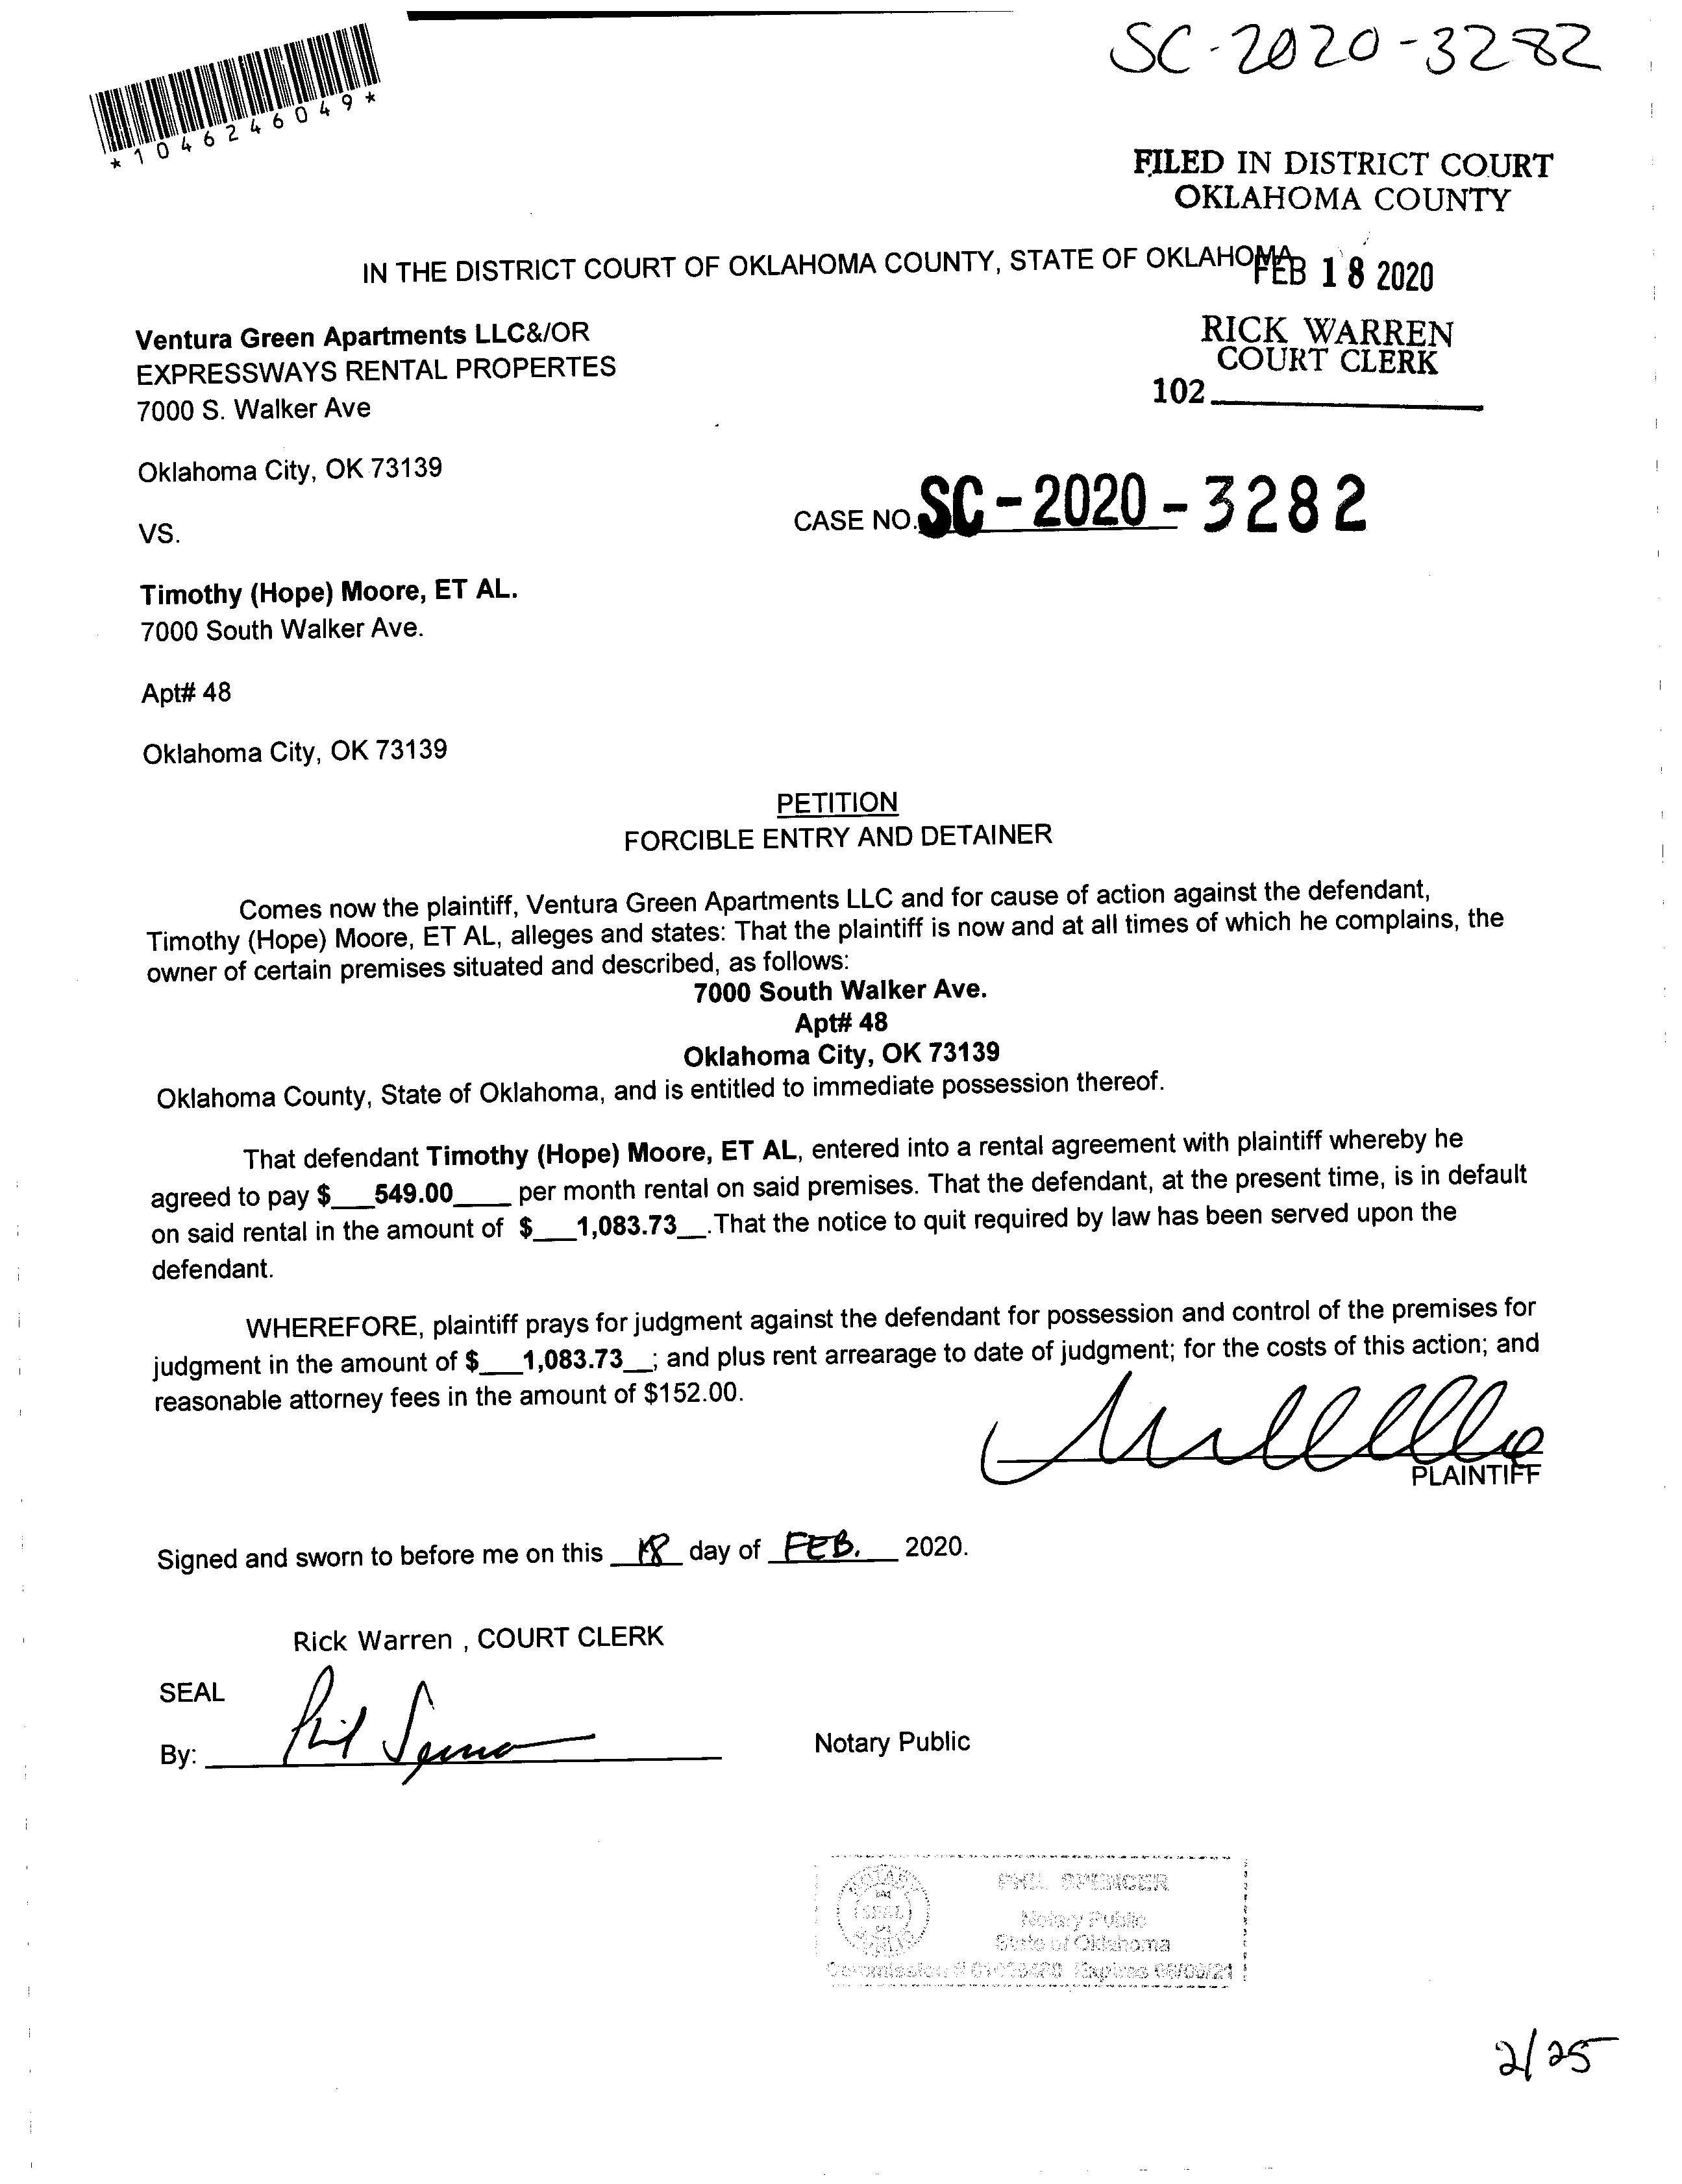 SC-2020-3282
*1046246049*
FILED IN DISTRICT COURT
OKLAHOMA COUNTY
IN THE DISTRICT COURT OF OKLAHOMA COUNTY, STATE OF OKLAHOMA
FEB 18 2020
Ventura Green Apartments LLC&/OR
EXPRESSWAYS RENTAL PROPERTES
7000 S. Walker Ave
RICK WARREN
COURT CLERK
102
Oklahoma City, OK 73139
CASE NO. SC-2020-3282
VS.
Timothy (Hope) Moore, ET AL.
7000 South Walker Ave.
Apt# 48
Oklahoma City, OK 73139
PETITION
FORCIBLE ENTRY AND DETAINER
Comes now the plaintiff, Ventura Green Apartments LLC and for cause of action against the defendant,
Timothy (Hope) Moore, ET AL, alleges and states: That the plaintiff is now and at all times of which he complains, the
owner of certain premises situated and described, as follows:
7000 South Walker Ave.
Apt# 48
Oklahoma City, OK 73139
Oklahoma County, State of Oklahoma, and is entitled to immediate possession thereof.
That defendant Timothy (Hope) Moore, ET AL, entered into a rental agreement with plaintiff whereby he
agreed to pay $___549.00____ per month rental on said premises. That the defendant, at the present time, is in default
on said rental in the amount of $___1,083.73__. That the notice to quit required by law has been served upon the
defendant.
WHEREFORE, plaintiff prays for judgment against the defendant for possession and control of the premises for
judgment in the amount of $___1,083.73__; and plus rent arrearage to date of judgment; for the costs of this action; and
reasonable attorney fees in the amount of $152.00.
PLAINTIFF
Signed and sworn to before me on this 18 day of FEB. 2020.
Rick Warren , COURT CLERK
SEAL
By: Phil Spencer
Notary Public
PHIL SPENCER
Notary Public
State of Oklahoma
2/25